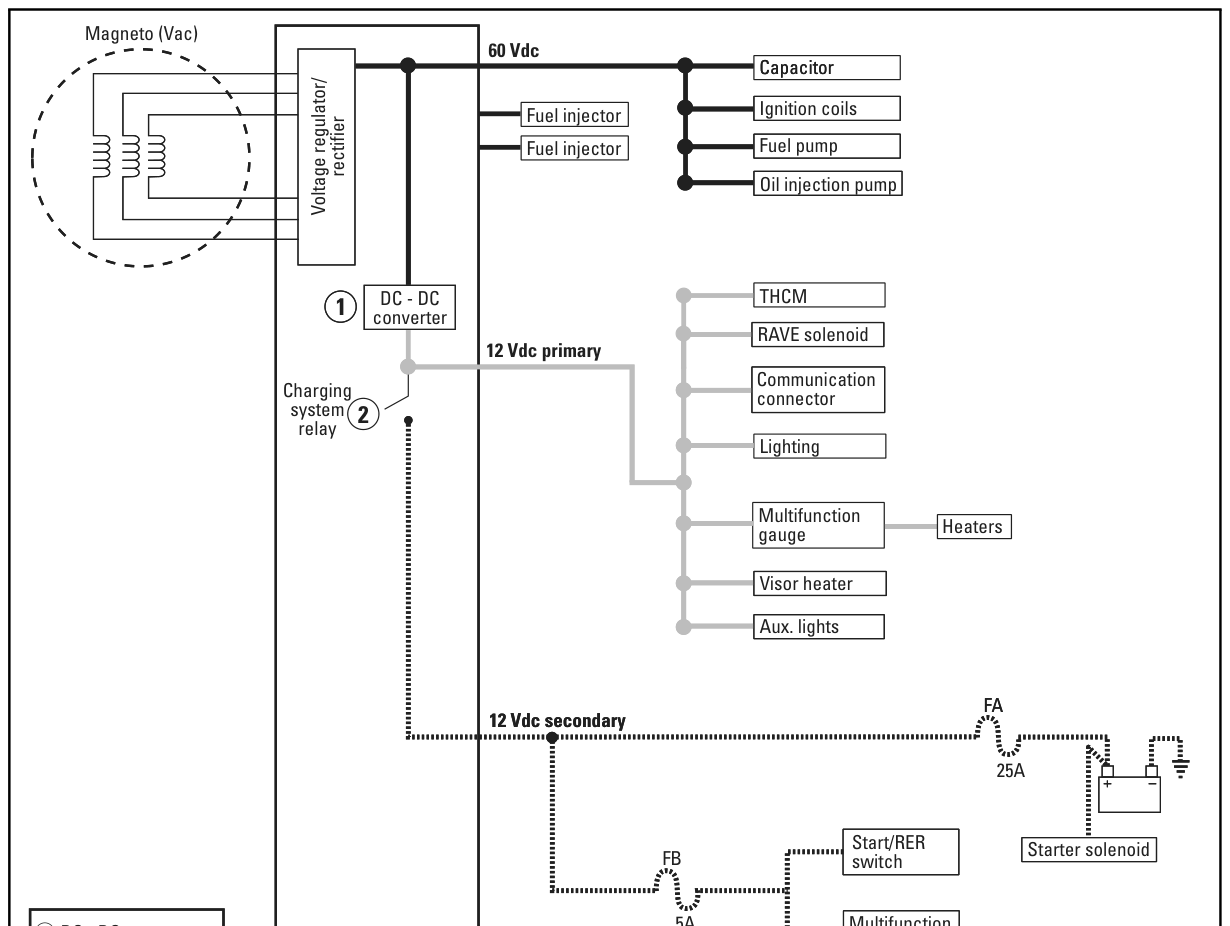 Magneto (Vac)
Voltage regulator/
rectifier
60 Vdc
Capacitor
Ignition coils
Fuel pump
Oil injection pump
Fuel injector
Fuel injector
1
DC - DC
converter
12 Vdc primary
Charging
system
relay
2
THCM
RAVE solenoid
Communication
connector
Lighting
Multifunction
gauge
Heaters
Visor heater
Aux. lights
12 Vdc secondary
FA
25A
+
−
Starter solenoid
FB
5A
Start/RER
switch
Multifunction